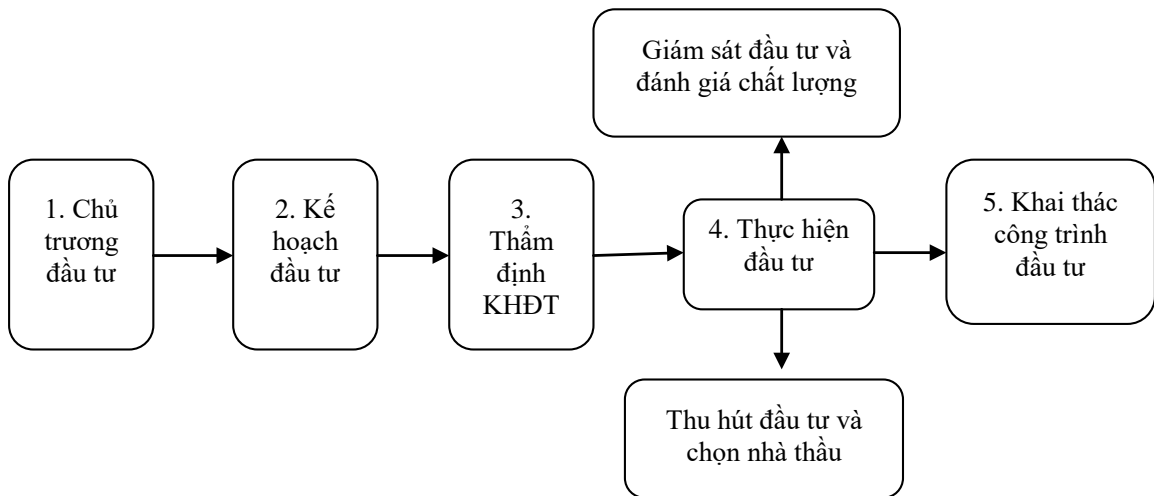 Giám sát đầu tư và
đánh giá chất lượng
1. Chủ
trương
đầu tư
2. Kế
hoạch
đầu tư
3.
Thẩm
định
KHĐT
4. Thực hiện
đầu tư
5. Khai thác
công trình
đầu tư
Thu hút đầu tư và
chọn nhà thầu